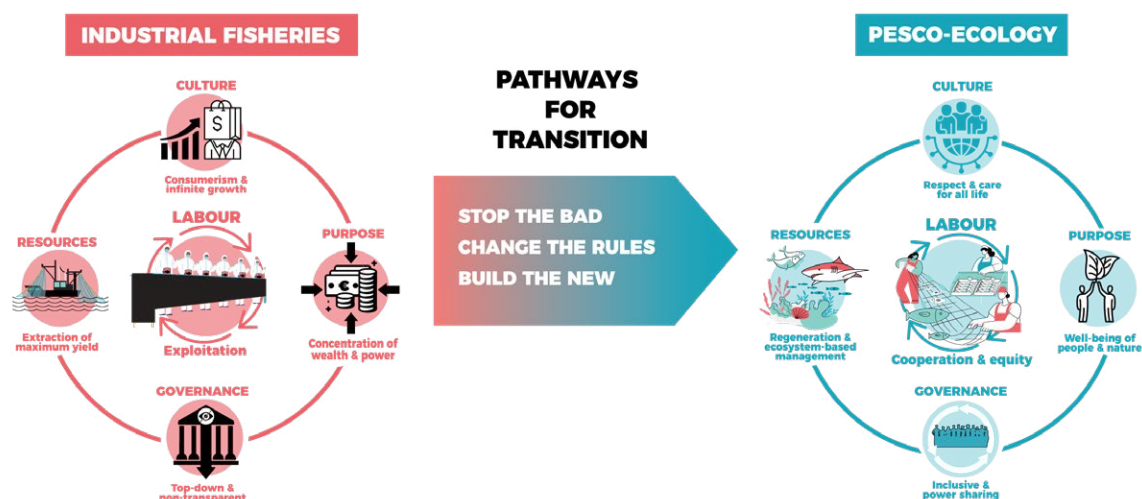 INDUSTRIAL FISHERIES
CULTURE
$
Consumerism &
infinite growth
LABOUR
RESOURCES
PURPOSE
€
Extraction of
maximum yield
Exploitation
Concentration of
wealth & power
GOVERNANCE
Top-down &
non-transparent
PATHWAYS
FOR
TRANSITION
STOP THE BAD
CHANGE THE RULES
BUILD THE NEW
PESCO-ECOLOGY
CULTURE
Respect & care
for all life
LABOUR
RESOURCES
PURPOSE
Regeneration &
ecosystem-based
management
Cooperation & equity
Well-being of
people & nature
GOVERNANCE
Inclusive &
power sharing